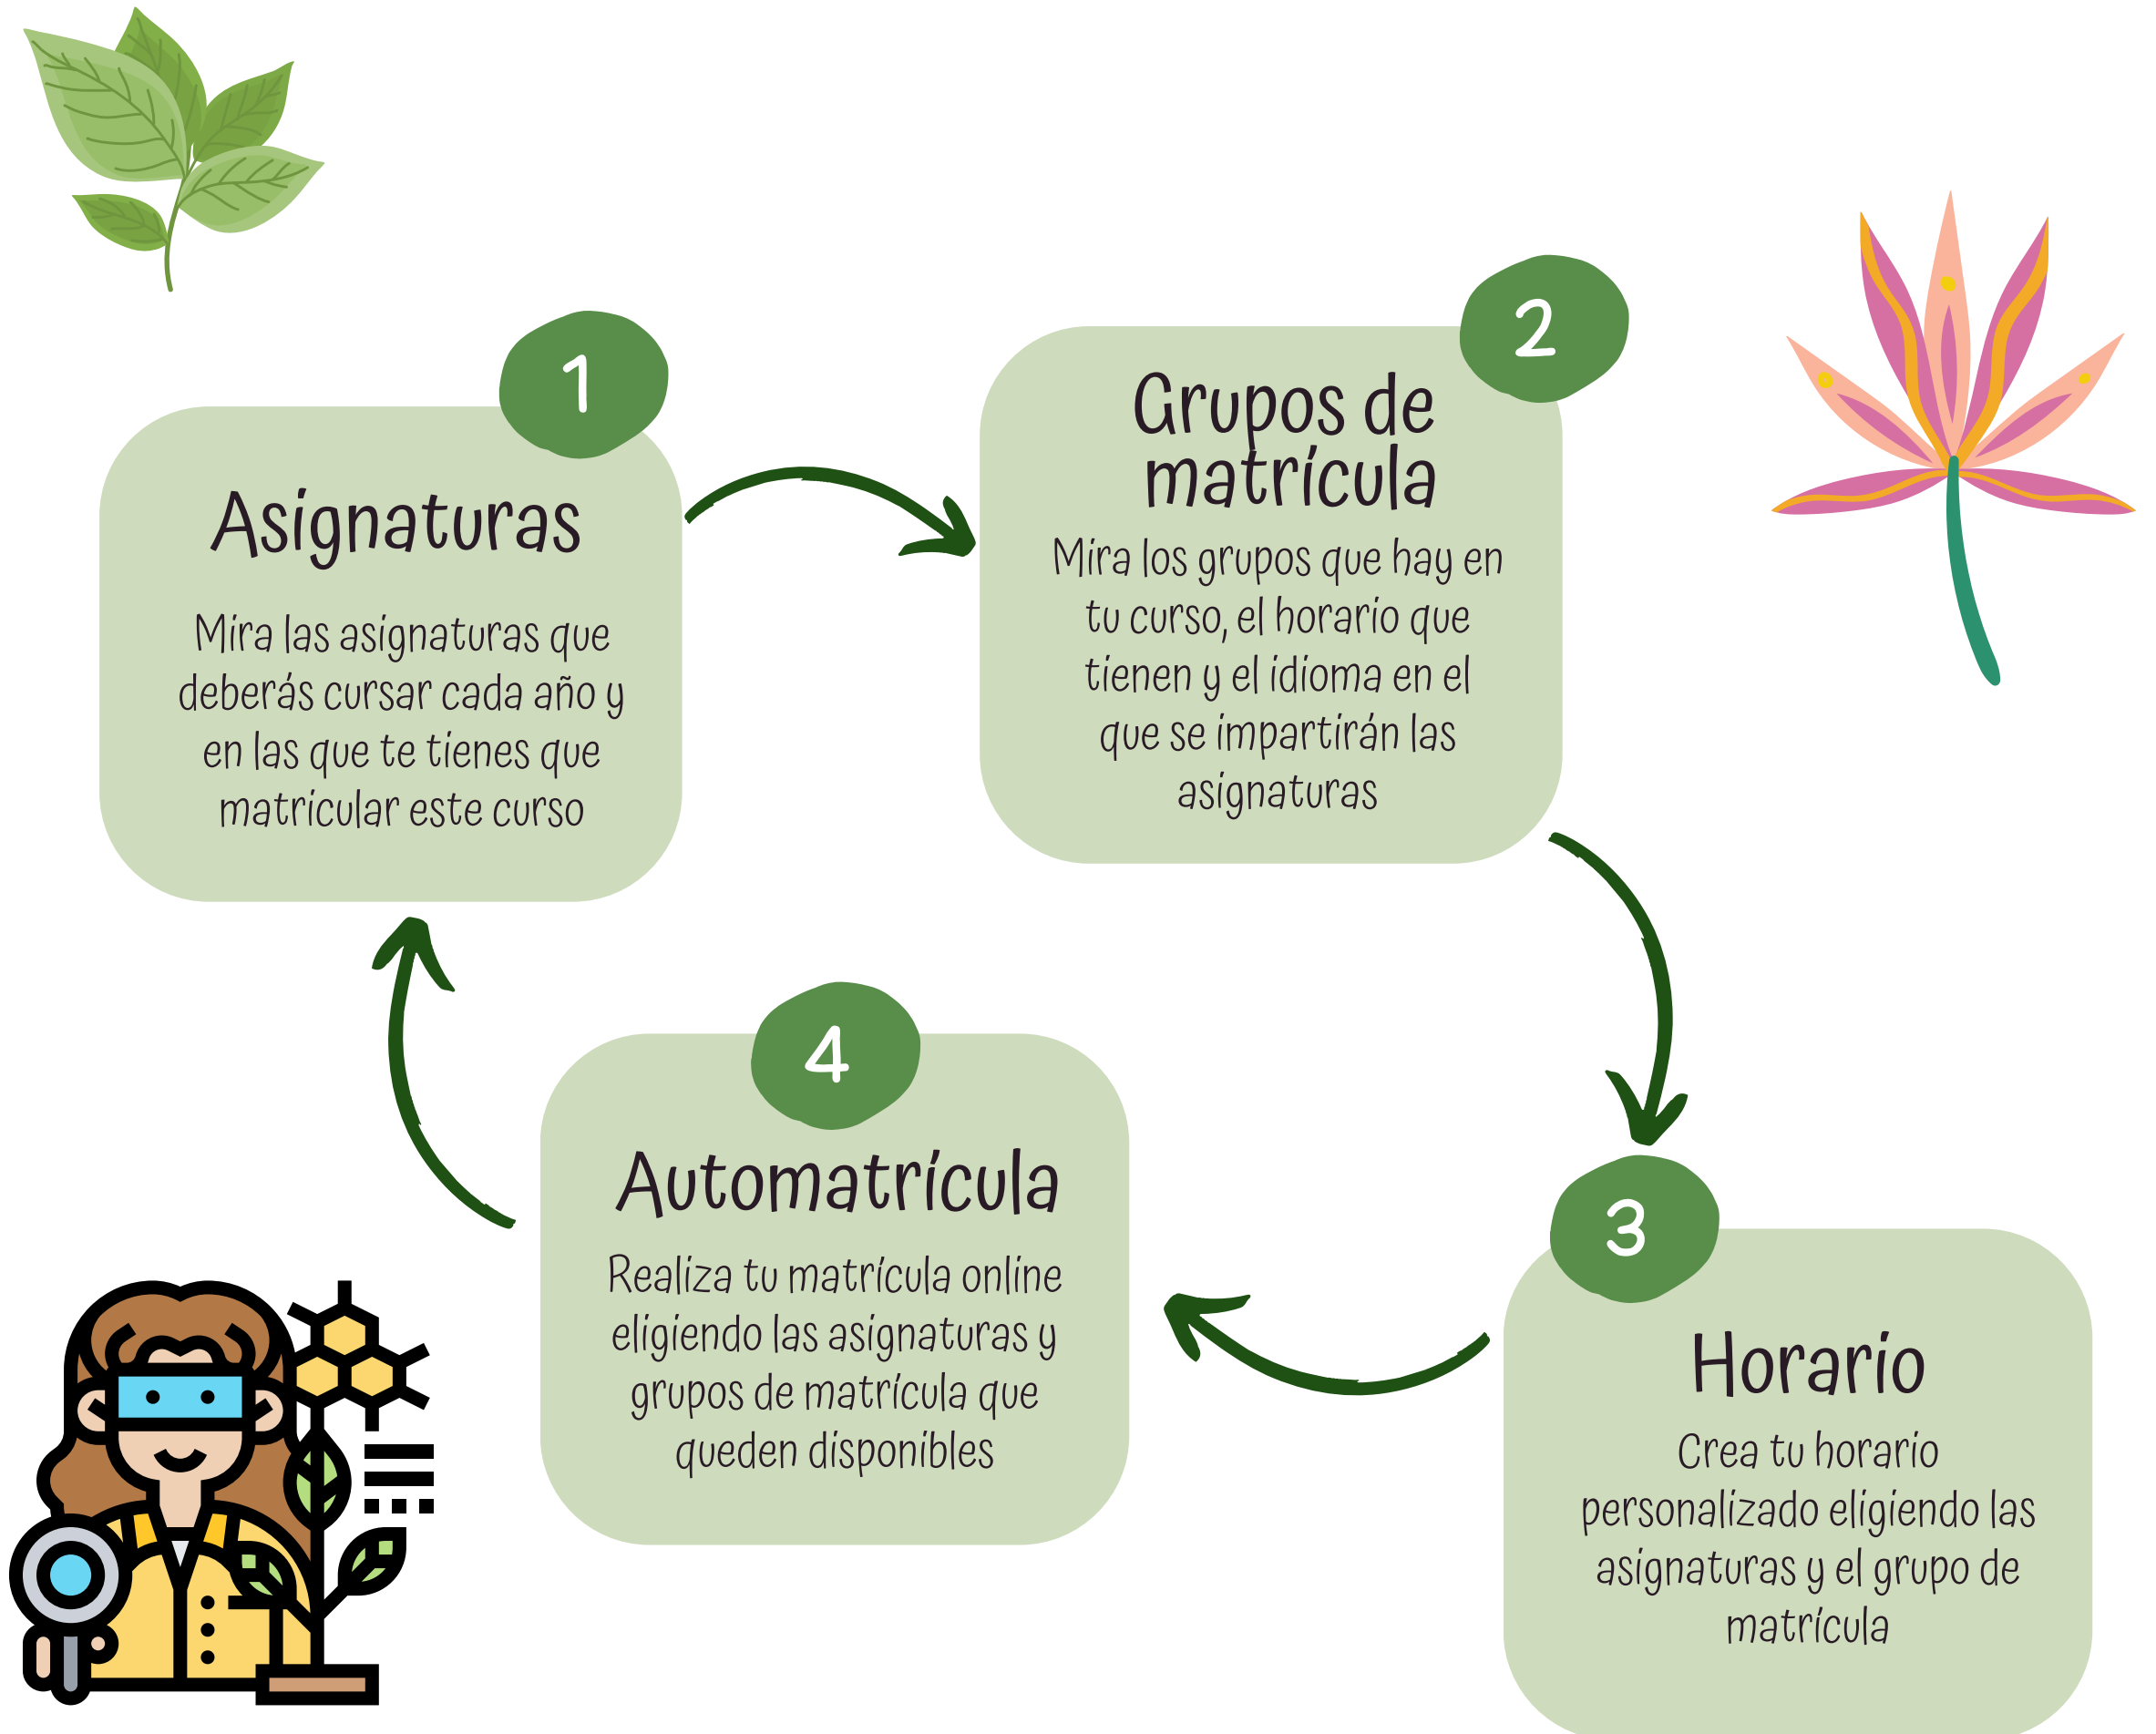 1
Asignaturas
Mira las asignaturas que
deberás cursar cada año y
en las que te tienes que
matricular este curso
2
Grupos de
matrícula
Mira los grupos que hay en
tu curso, el horario que
tienen y el idioma en el
que se impartirán las
asignaturas
3
Horario
Crea tu horario
personalizado eligiendo las
asignaturas y el grupo de
matrícula
4
Automatrícula
Realiza tu matrícula online
eligiendo las asignaturas y
grupos de matrícula que
queden disponibles